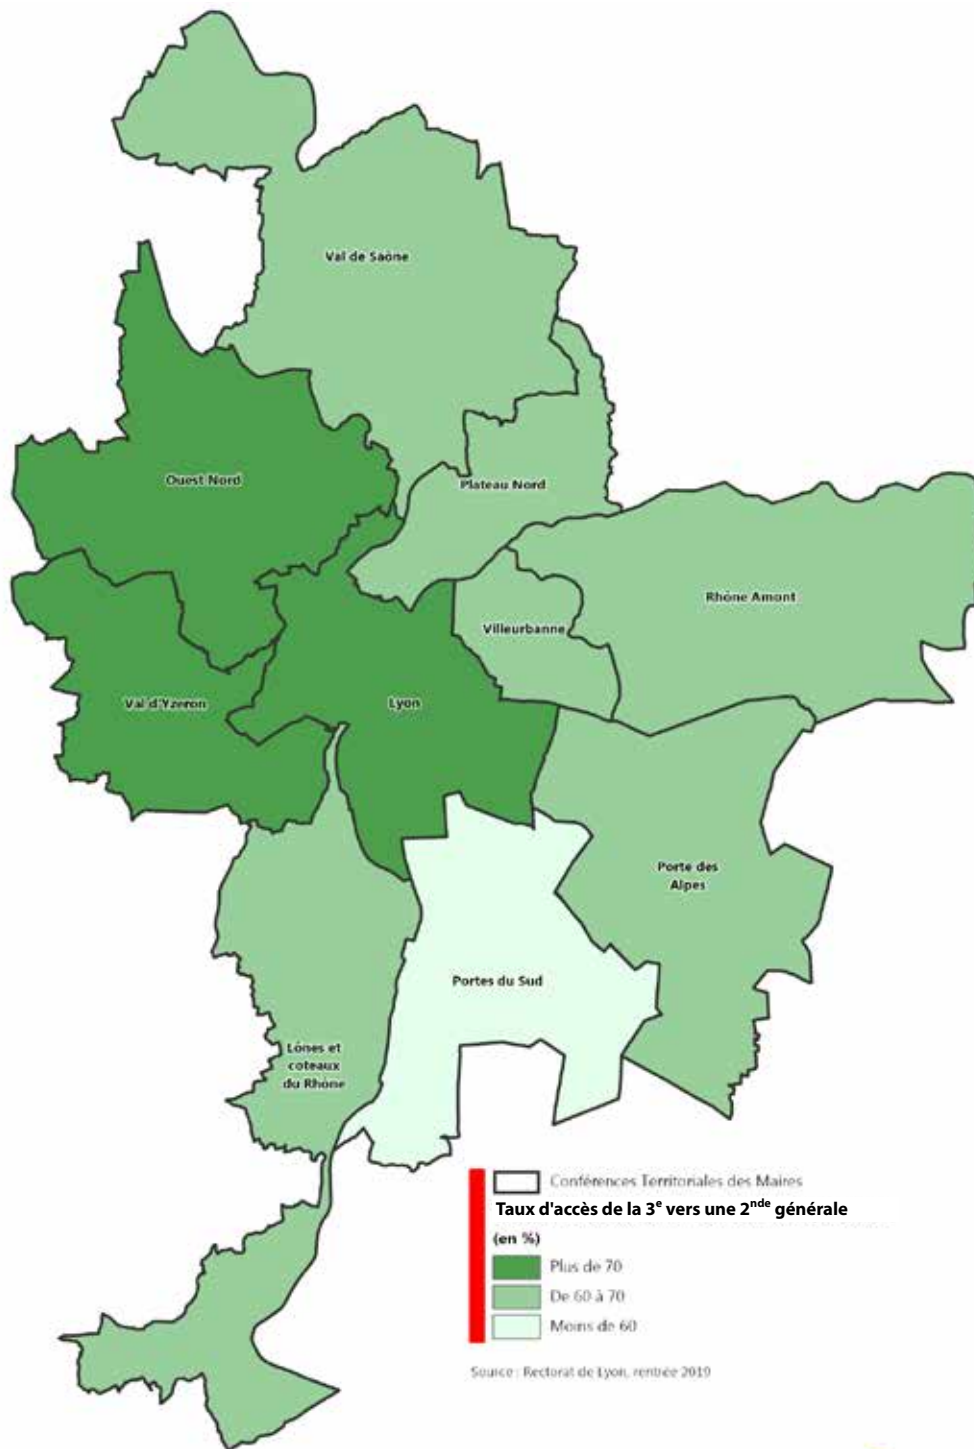 Val de Saône
Ouest Nord
Plateau Nord
Rhône Amont
Villeurbanne
Val d'Yzeron
Lyon
Porte des
Alpes
Portes du Sud
Lônes et
coteaux
du Rhône
Conférences Territoriales des Maires
Taux d'accès de la 3e vers une 2nde générale
(en %)
Plus de 70
De 60 à 70
Moins de 60
Source : Rectorat de Lyon, rentrée 2019